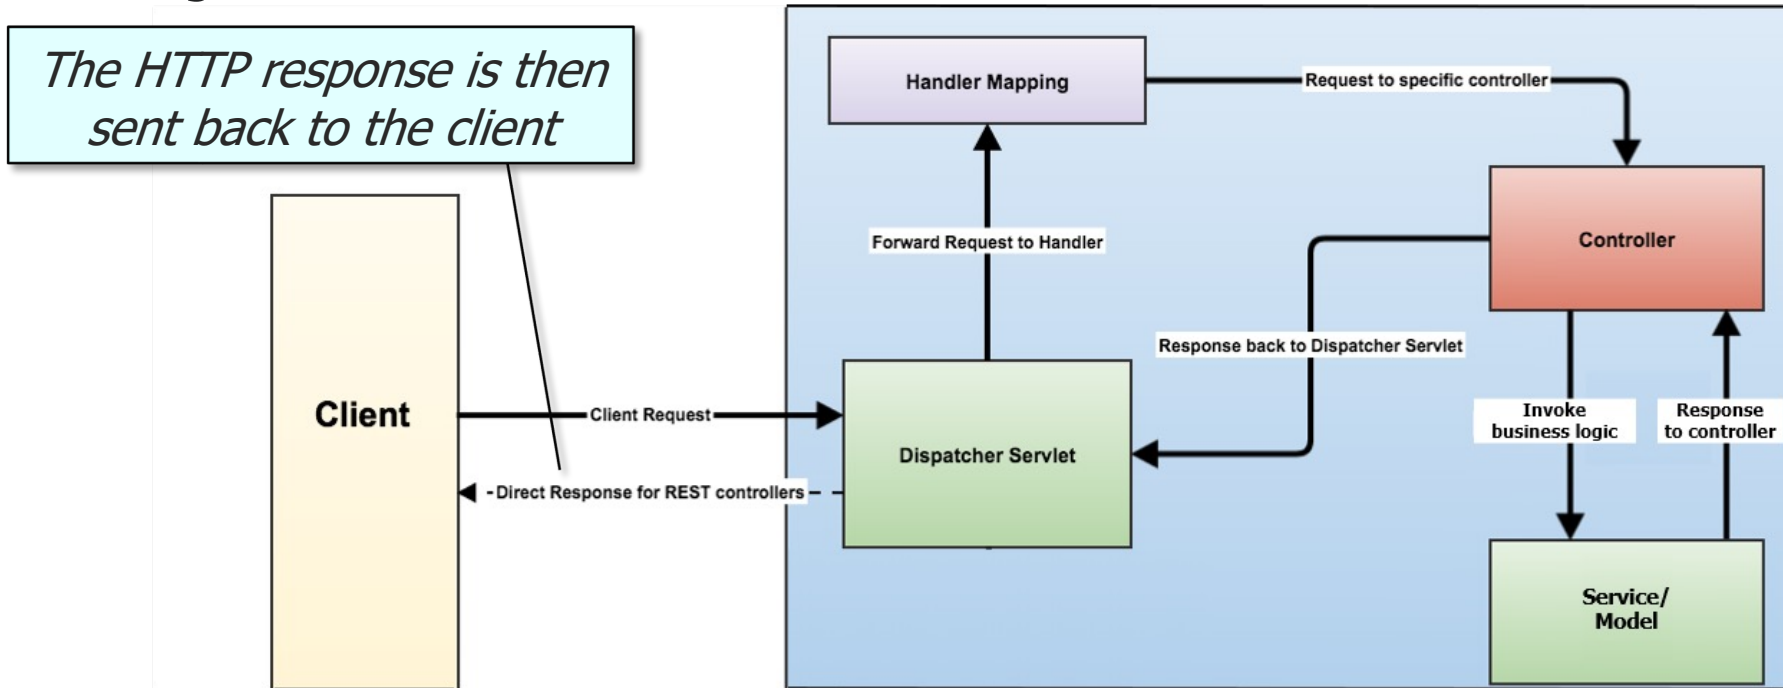 The HTTP response is then
sent back to the client
Handler Mapping
Request to specific controller
Forward Request to Handler
Controller
Response back to Dispatcher Servlet
Client
Client Request
Invoke
business logic
Response
to controller
Dispatcher Servlet
-Direct Response for REST controllers
Service/
Model